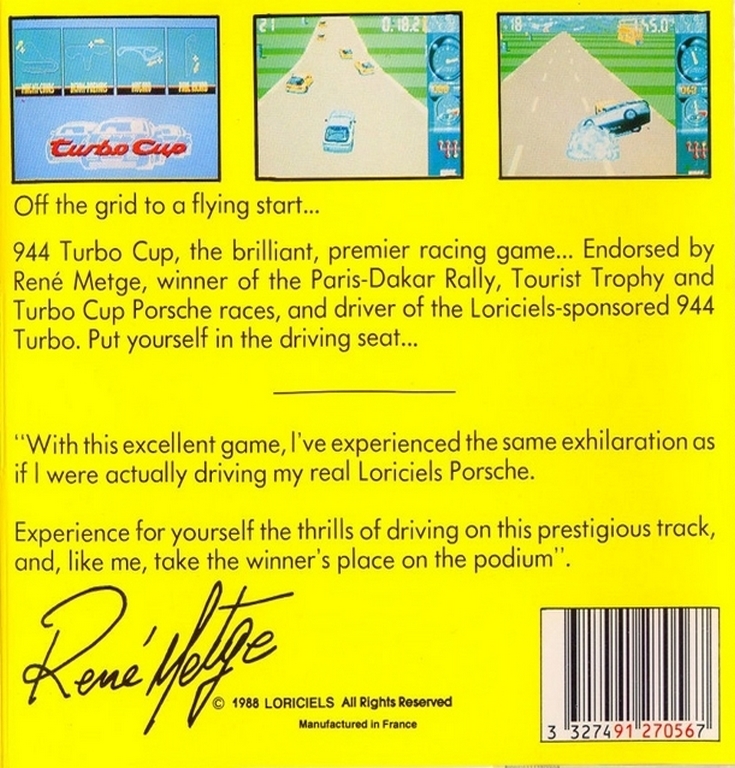 21 0.18.2
18
Turbo Cup
Off the grid to a flying start...
944 Turbo Cup, the brilliant, premier racing game... Endorsed by
René Metge, winner of the Paris-Dakar Rally, Tourist Trophy and
Turbo Cup Porsche races, and driver of the Loriciels-sponsored 944
Turbo. Put yourself in the driving seat...
“With this excellent game, I've experienced the same exhilaration as
if I were actually driving my real Loriciels Porsche.
Experience for yourself the thrills of driving on this prestigious track,
and, like me, take the winner's place on the podium”.
René Metge
© 1988 LORICIELS All Rights Reserved
Manufactured in France
3 327491 270567